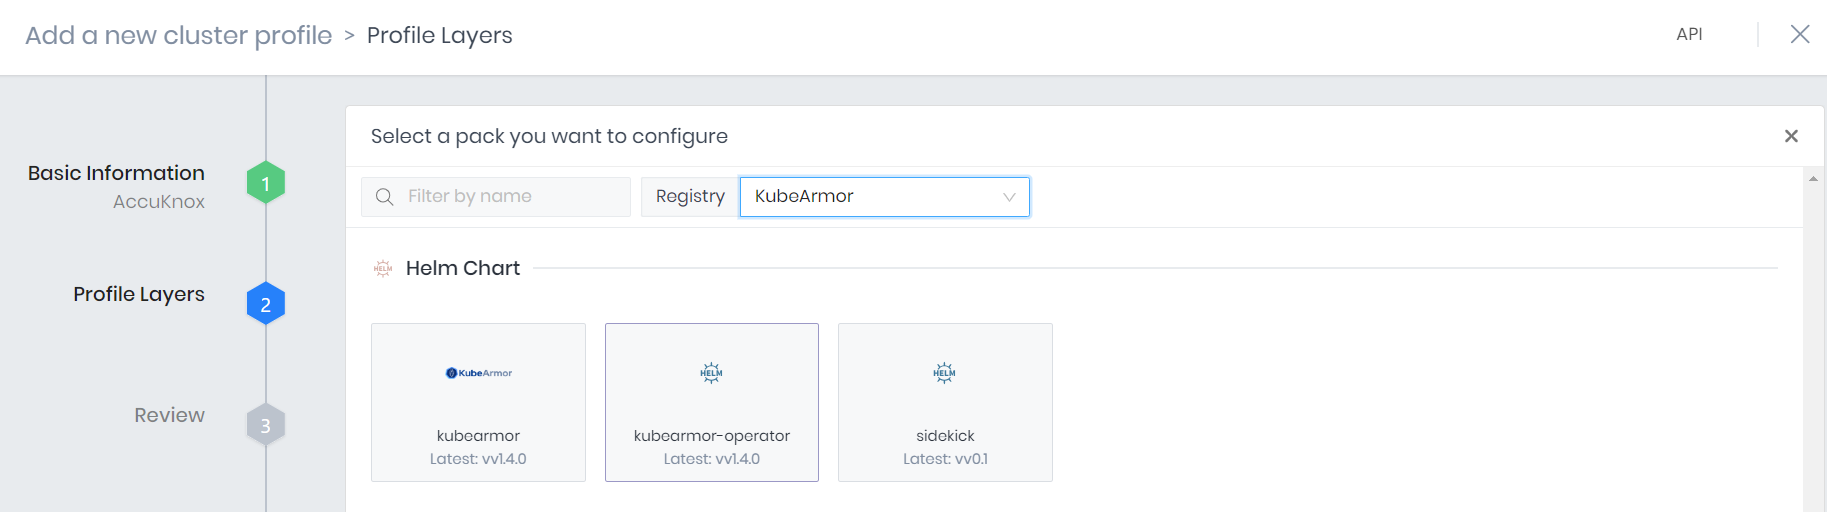 Add a new cluster profile > Profile Layers
API
Select a pack you want to configure
Basic Information
AccuKnox
1
Filter by name
Registry
KubeArmor
HELM
Helm Chart
Profile Layers
2
KubeArmor
kubearmor
Latest: vv1.4.0
HELM
kubearmor-operator
Latest: vv1.4.0
HELM
sidekick
Latest: vv0.1
Review
3